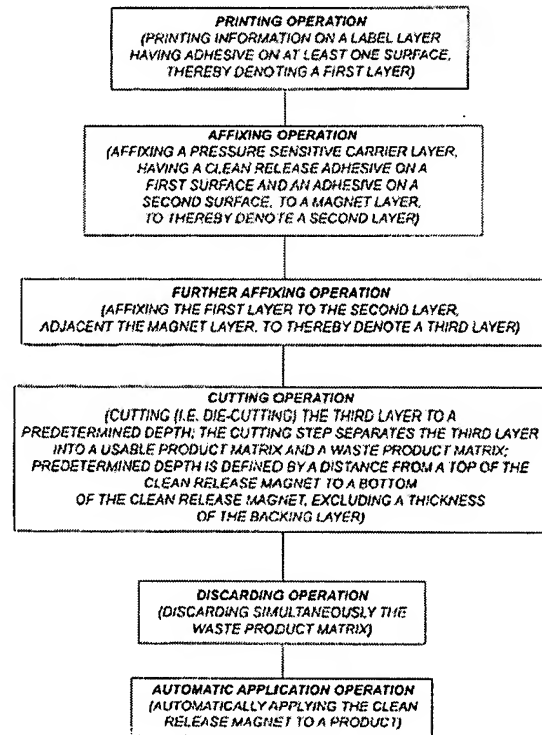 PRINTING OPERATION
(PRINTING INFORMATION ON A LABEL LAYER
HAVING ADHESIVE ON AT LEAST ONE SURFACE,
THEREBY DENOTING A FIRST LAYER)
AFFIXING OPERATION
(AFFIXING A PRESSURE SENSITIVE CARRIER LAYER,
HAVING A CLEAN RELEASE ADHESIVE ON A
FIRST SURFACE AND AN ADHESIVE ON A
SECOND SURFACE, TO A MAGNET LAYER,
TO THEREBY DENOTE A SECOND LAYER)
FURTHER AFFIXING OPERATION
(AFFIXING THE FIRST LAYER TO THE SECOND LAYER,
ADJACENT THE MAGNET LAYER, TO THEREBY DENOTE A THIRD LAYER)
CUTTING OPERATION
(CUTTING (I.E. DIE-CUTTING) THE THIRD LAYER TO A
PREDETERMINED DEPTH; THE CUTTING STEP SEPARATES THE THIRD LAYER
INTO A USABLE PRODUCT MATRIX AND A WASTE PRODUCT MATRIX;
PREDETERMINED DEPTH IS DEFINED BY A DISTANCE FROM A TOP OF THE
CLEAN RELEASE MAGNET TO A BOTTOM
OF THE CLEAN RELEASE MAGNET, EXCLUDING A THICKNESS
OF THE BACKING LAYER)
DISCARDING OPERATION
(DISCARDING SIMULTANEOUSLY THE
WASTE PRODUCT MATRIX)
AUTOMATIC APPLICATION OPERATION
(AUTOMATICALLY APPLYING THE CLEAN
RELEASE MAGNET TO A PRODUCT)